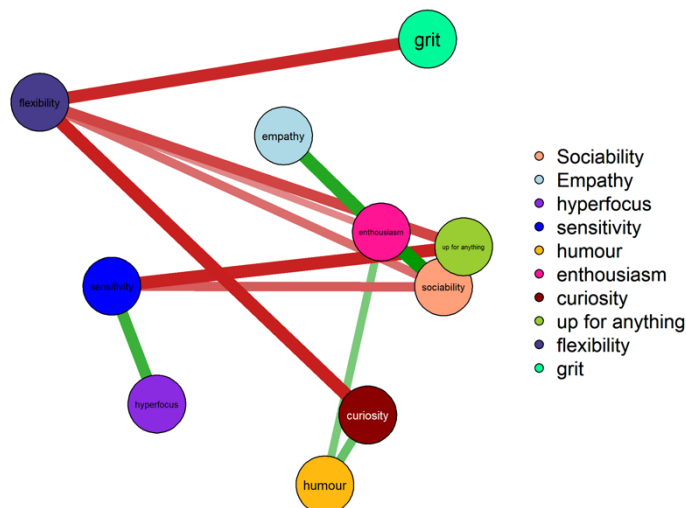 grit
flexibility
empathy
enthousiasm
up for anything
sensitivity
sociability
hyperfocus
curiosity
humour
Sociability
Empathy
hyperfocus
sensitivity
humour
enthousiasm
curiosity
up for anything
flexibility
grit